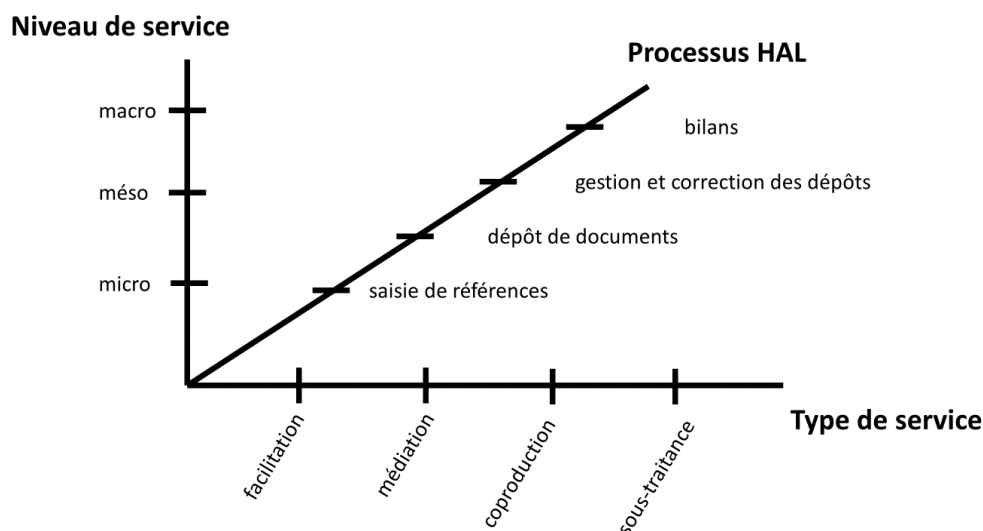 Niveau de service
Processus HAL
macro
bilans
méso
gestion et correction des dépôts
dépôt de documents
micro
saisie de références
Type de service
facilitation
médiation
coproduction
sous-traitance